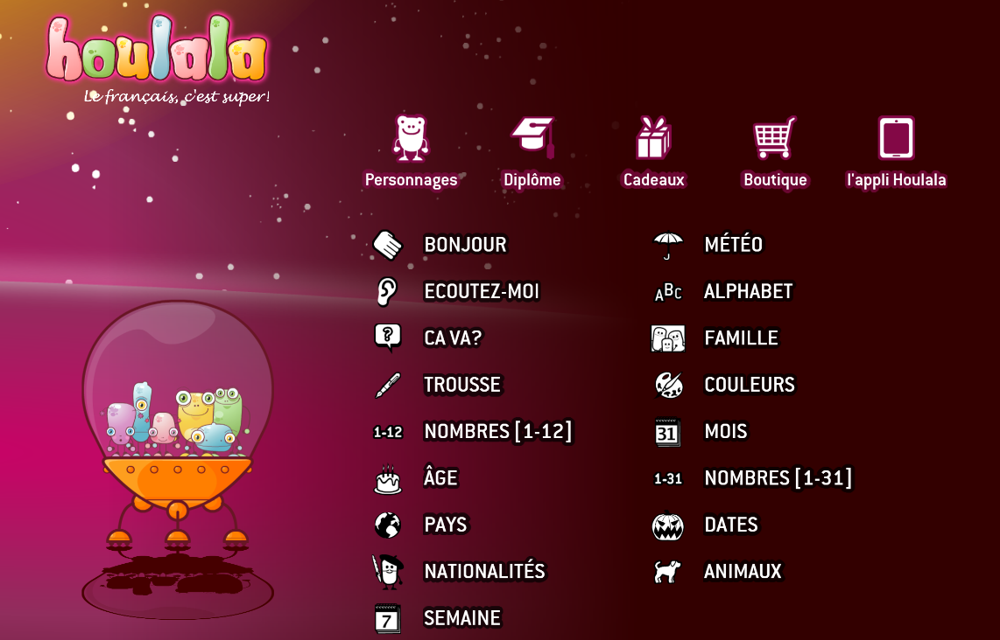 houlala
Le français, c'est super!
Personnages
Diplôme
Cadeaux
Boutique
l'appli Houlala
BONJOUR
ECOUTEZ-MOI
?
CA VA?
TROUSSE
1-12
NOMBRES [1-12]
ÂGE
PAYS
NATIONALITÉS
7
SEMAINE
MÉTÉO
ABC
ALPHABET
FAMILLE
COULEURS
31
MOIS
1-31
NOMBRES [1-31]
DATES
ANIMAUX